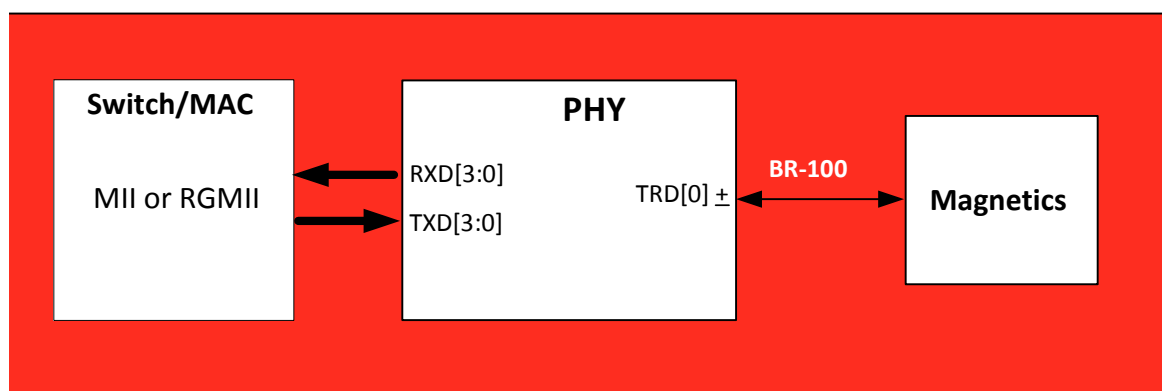 Switch/MAC
MII or RGMII
PHY
RXD[3:0]
TXD[3:0]
TRD[0] ±
BR-100
Magnetics